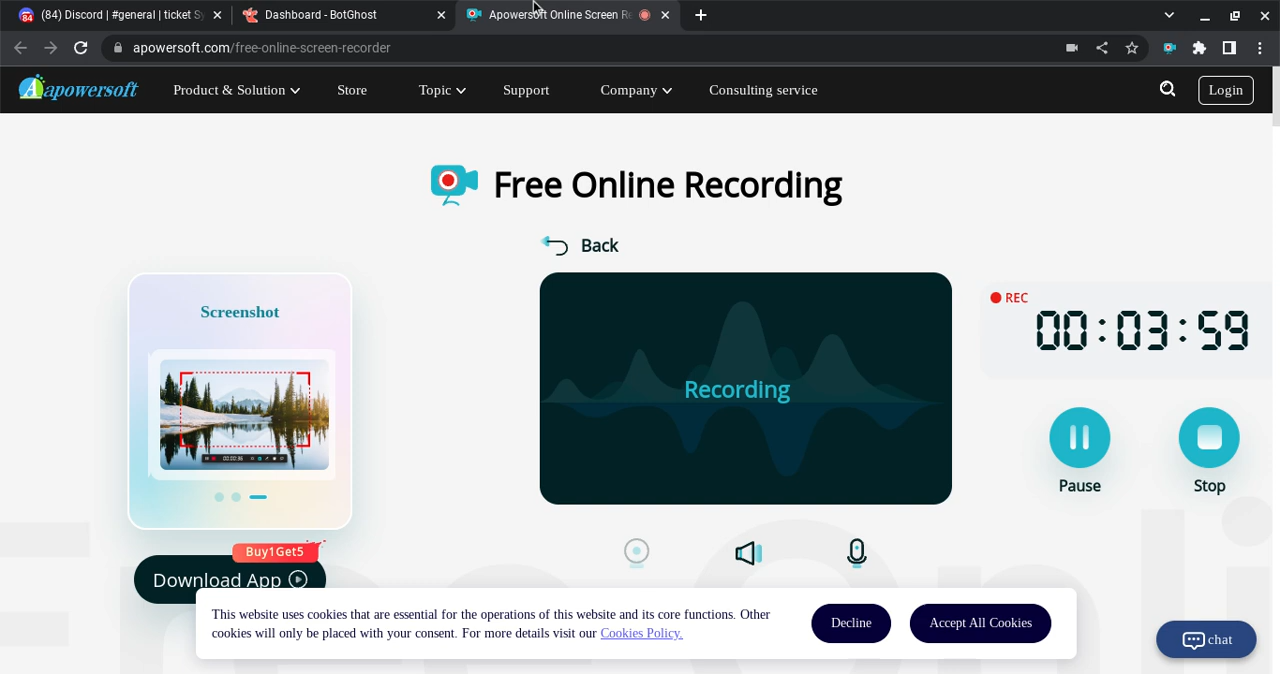 (84) Discord | #general | ticket Sy
Dashboard - BotGhost
Apowersoft Online Screen Re
apowersoft.com/free-online-screen-recorder
apowersoft
Product & Solution
Store
Topic
Support
Company
Consulting service
Login
Free Online Recording
Back
Screenshot
Recording
REC
00:03:59
Pause
Stop
Buy1Get5
Download App
This website uses cookies that are essential for the operations of this website and its core functions. Other
cookies will only be placed with your consent. For more details visit our Cookies Policy.
Decline
Accept All Cookies
chat